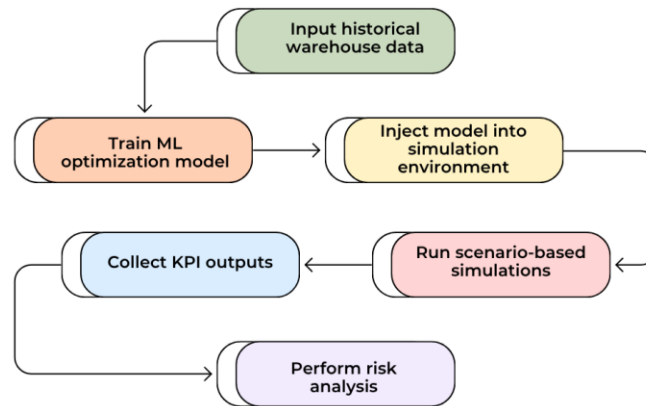 Input historical
warehouse data
Train ML
optimization model
Inject model into
simulation
environment
Run scenario-based
simulations
Collect KPI outputs
Perform risk
analysis